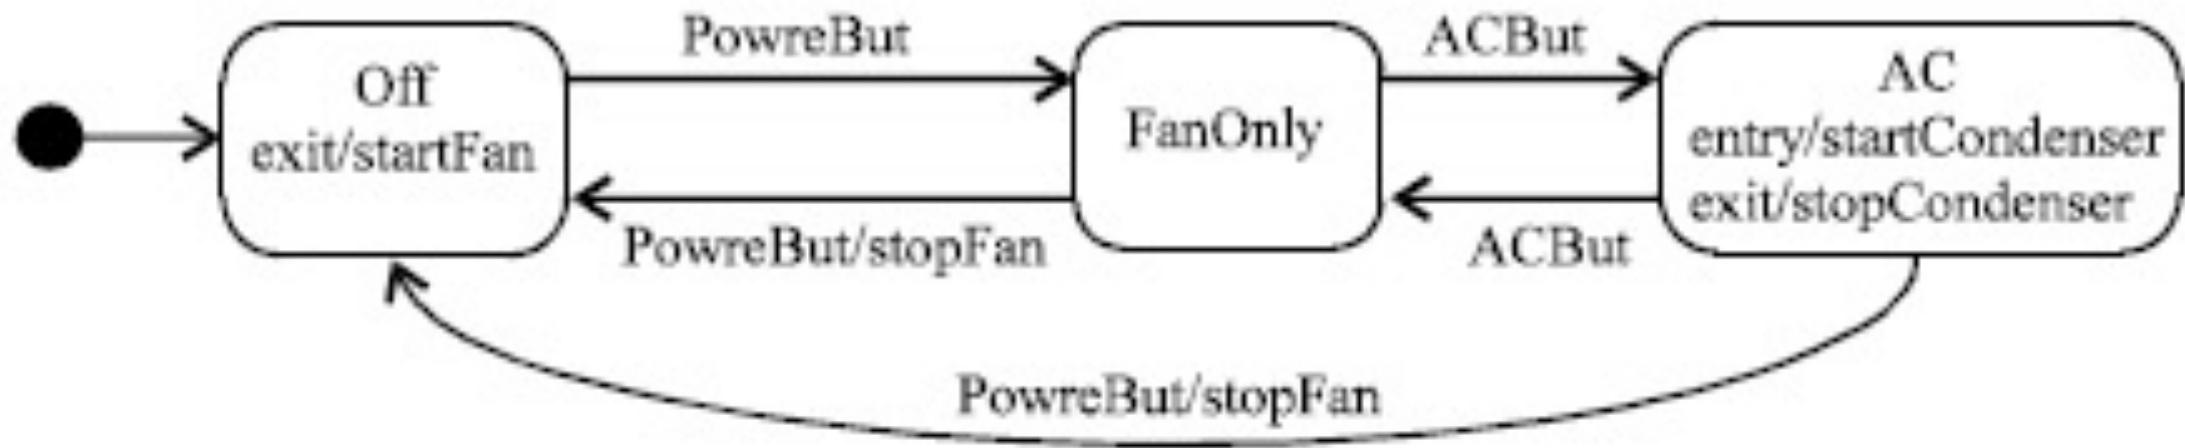 PowreBut
ACBut
Off
exit/startFan
FanOnly
AC
entry/startCondenser
exit/stopCondenser
PowreBut/stopFan
ACBut
PowreBut/stopFan